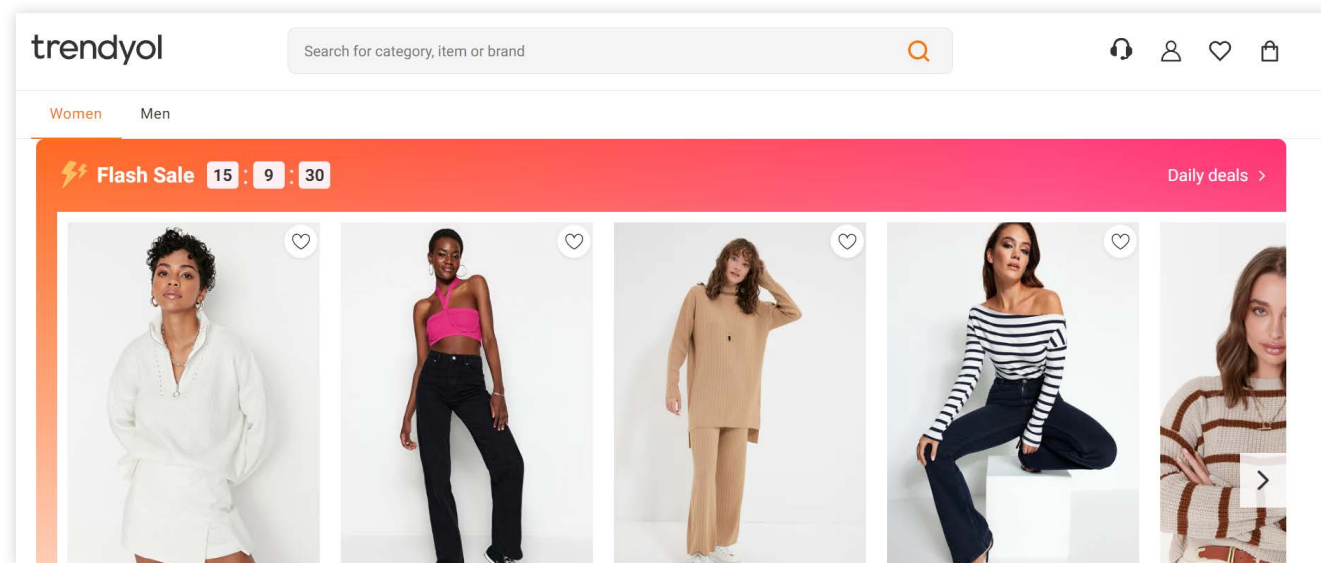 trendyol
Search for category, item or brand
Women Men
Flash Sale 15 : 9 : 30 Daily deals >